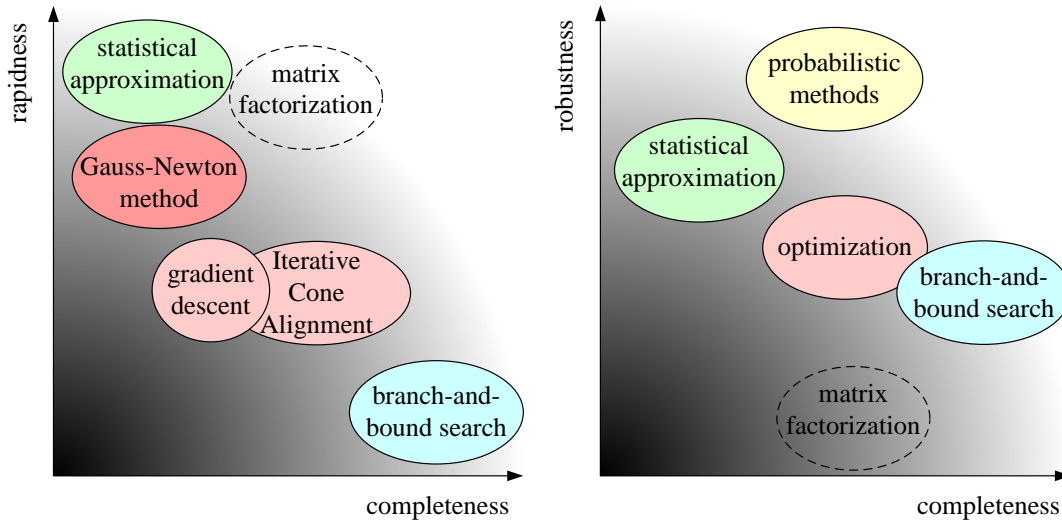 rapidness
statistical
approximation
matrix
factorization
Gauss-Newton
method
gradient
descent
Iterative
Cone
Alignment
branch-and-
bound search
completeness
robustness
probabilistic
methods
statistical
approximation
optimization
branch-and-
bound search
matrix
factorization
completeness